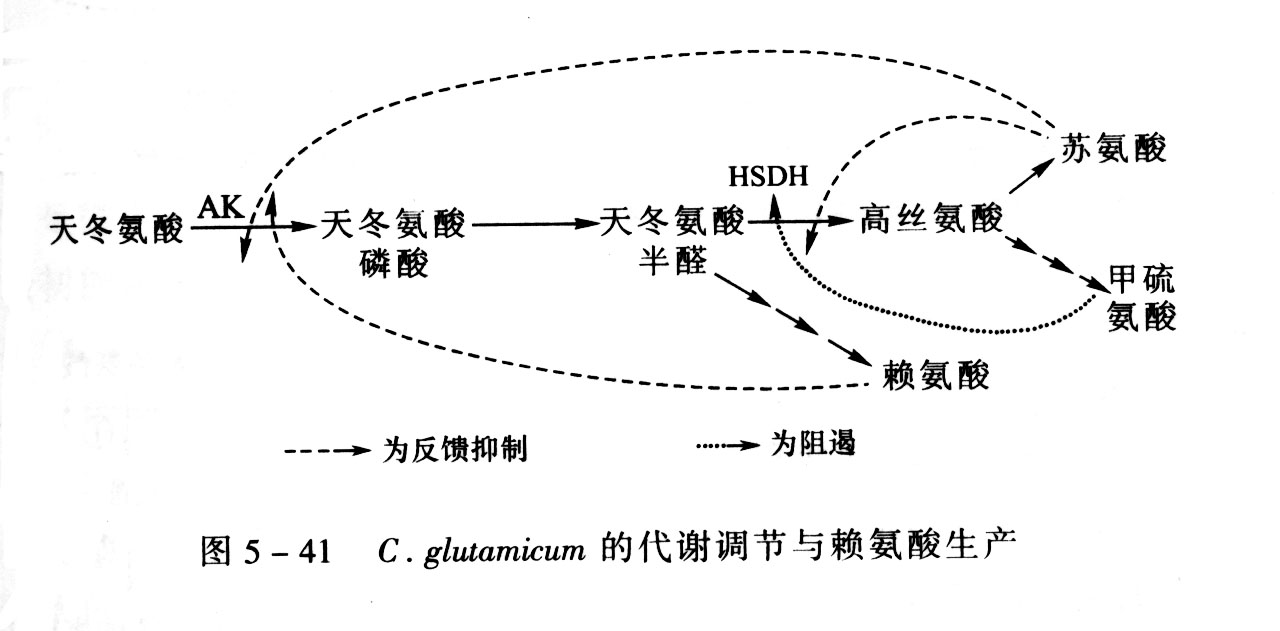 苏氨酸
HSDH
AK
天冬氨酸
天冬氨酸
磷酸
天冬氨酸
半醛
高丝氨酸
甲硫
氨酸
赖氨酸
为反馈抑制
为阻遏
图 5-41 C. glutamicum 的代谢调节与赖氨酸生产